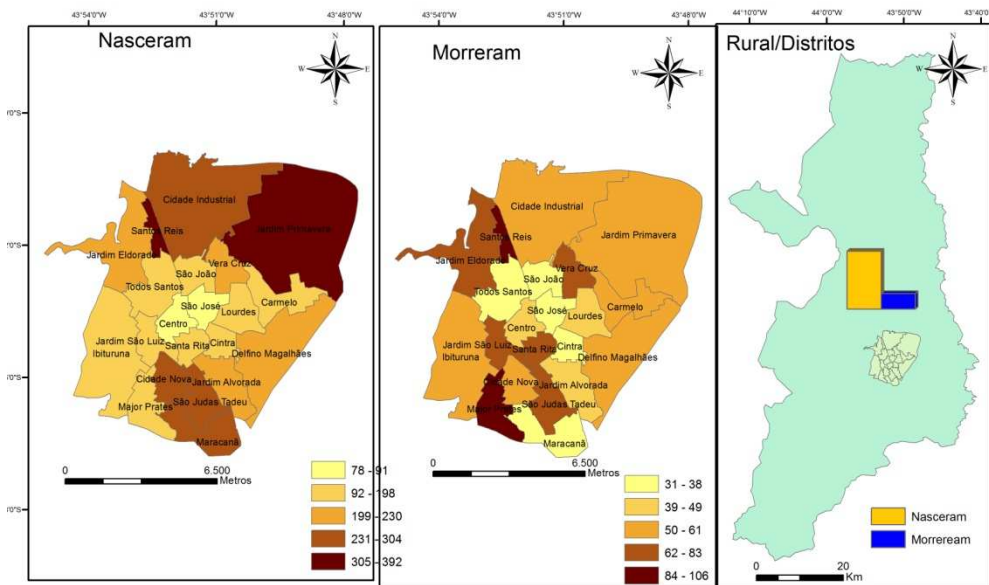 43°54'0"W 43°51'0"W 43°48'0"W
Nasceram
N
W E
S
Cidade Industrial
Santos Reis
Jardim Primavera
Jardim Eldorado
Vera Cruz
São João
Todos Santos
São José
Carmelo
Lourdes
Centro
Jardim São Luiz
Cintra
Ibituruna
Santa Rita
Delfino Magalhães
Cidade Nova
Jardim Alvorada
Major Prates
São Judas Tadeu
Maracanã
0 6.500
Metros
78 - 91
92 - 198
199 - 230
231 - 304
305 - 392
43°54'0"W 43°51'0"W 43°48'0"W
Morreram
N
W E
S
Cidade Industrial
Santos Reis
Jardim Primavera
Jardim Eldorado
Vera Cruz
São João
Todos Santos
São José
Carmelo
Lourdes
Centro
Jardim São Luiz
Cintra
Ibituruna
Santa Rita
Delfino Magalhães
Cidade Nova
Jardim Alvorada
Major Prates
São Judas Tadeu
Maracanã
0 6.500
Metros
31 - 38
39 - 49
50 - 61
62 - 83
84 - 106
44°10'0"W 44°0'0"W 43°50'0"W 43°40'0
Rural/Distritos
N
W E
S
Nasceram
Morreream
0 20
Km